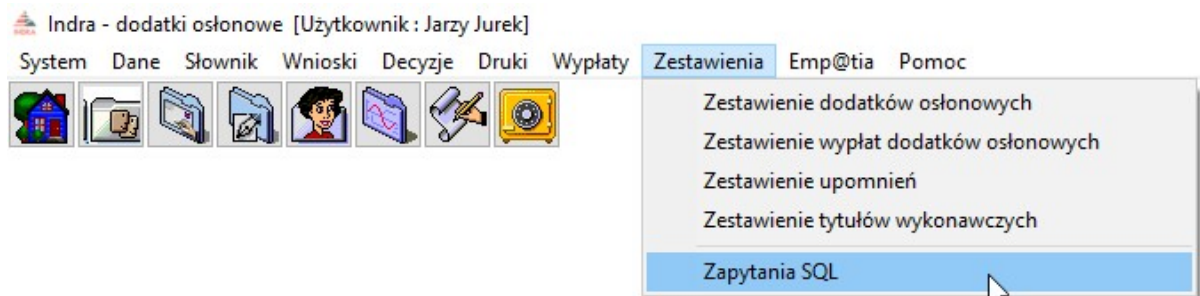 INDRA
Indra - dodatki osłonowe [Użytkownik : Jarzy Jurek]
System Dane Słownik Wnioski Decyzje Druki Wypłaty Zestawienia Emp@tia Pomoc
Zestawienie dodatków osłonowych
Zestawienie wypłat dodatków osłonowych
Zestawienie upomnień
Zestawienie tytułów wykonawczych
Zapytania SQL